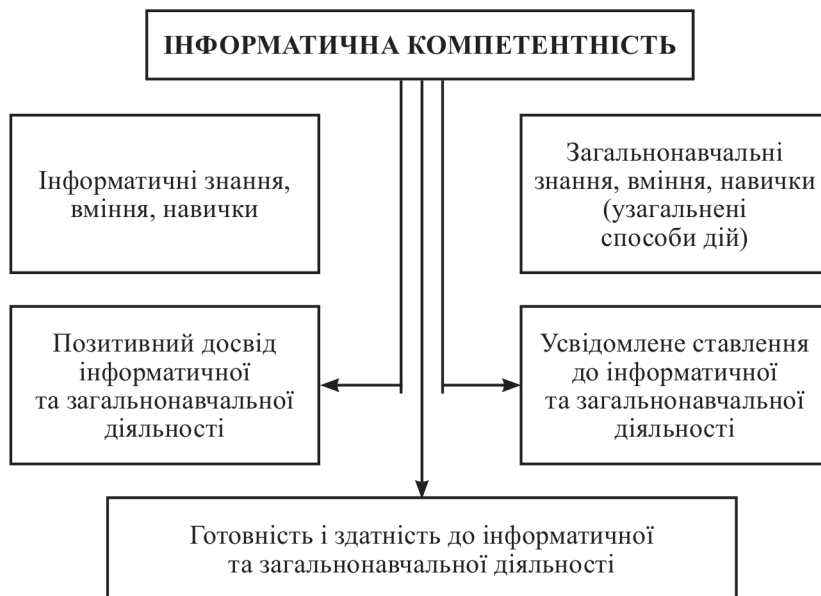 ІНФОРМАТИЧНА КОМПЕТЕНТНІСТЬ
Інформатичні знання,
вміння, навички
Загальнонавчальні
знання, вміння, навички
(узагальнені
способи дій)
Позитивний досвід
інформатичної
та загальнонавчальної
діяльності
Усвідомлене ставлення
до інформатичної
та загальнонавчальної
діяльності
Готовність і здатність до інформатичної
та загальнонавчальної діяльності